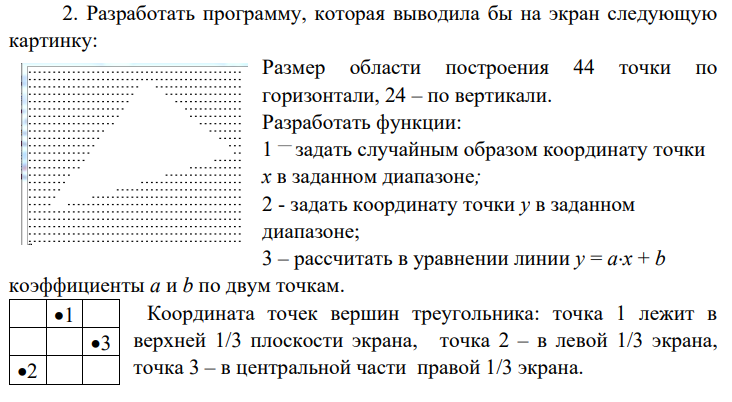 2. Разработать программу, которая выводила бы на экран следующую
картинку:
Размер области построения 44 точки по
горизонтали, 24 – по вертикали.
Разработать функции:
1 – задать случайным образом координату точки
x в заданном диапазоне;
2 - задать координату точки y в заданном
диапазоне;
3 – рассчитать в уравнении линии y = a·x + b
коэффициенты a и b по двум точкам.
●1
●3
●2
Координата точек вершин треугольника: точка 1 лежит в
верхней 1/3 плоскости экрана, точка 2 – в левой 1/3 экрана,
точка 3 – в центральной части правой 1/3 экрана.